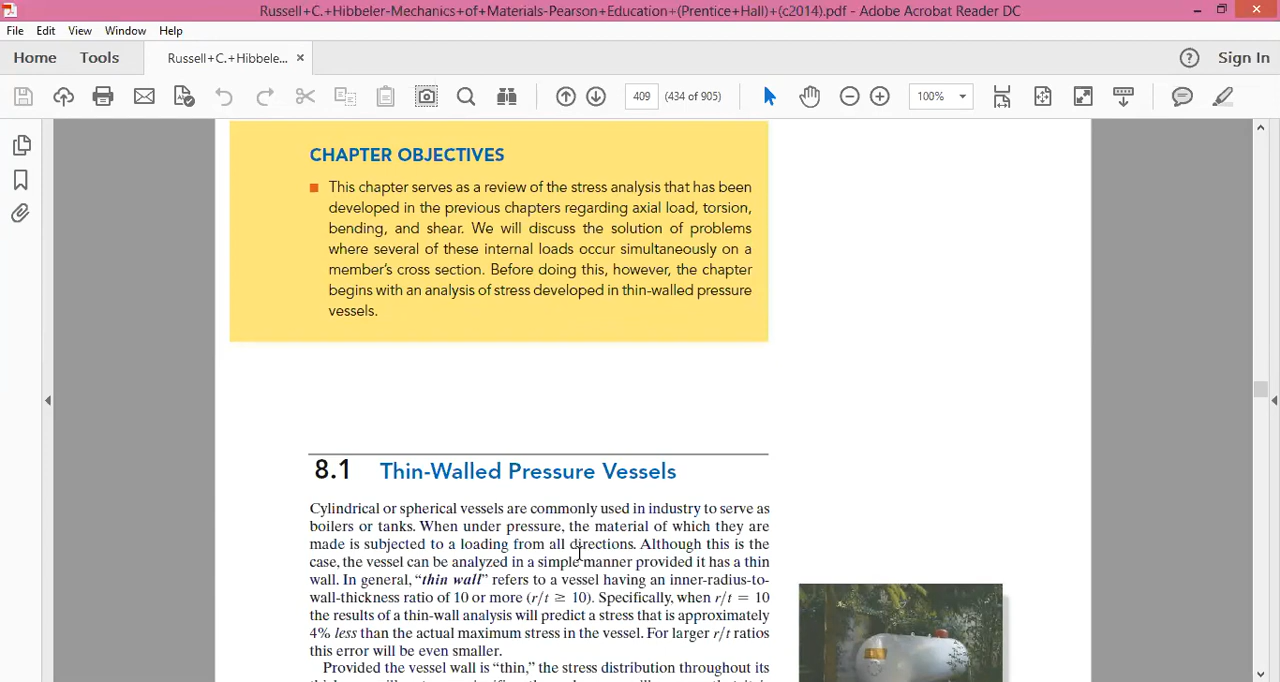 Russell+C.+Hibbeler-Mechanics+of+Materials-Pearson+Education+(Prentice+Hall)+(c2014).pdf - Adobe Acrobat Reader DC
File Edit View Window Help
Home Tools Russell+C.+Hibbele... × Sign In
409 (434 of 905) 100%
CHAPTER OBJECTIVES
This chapter serves as a review of the stress analysis that has been
developed in the previous chapters regarding axial load, torsion,
bending, and shear. We will discuss the solution of problems
where several of these internal loads occur simultaneously on a
member's cross section. Before doing this, however, the chapter
begins with an analysis of stress developed in thin-walled pressure
vessels.
8.1 Thin-Walled Pressure Vessels
Cylindrical or spherical vessels are commonly used in industry to serve as
boilers or tanks. When under pressure, the material of which they are
made is subjected to a loading from all directions. Although this is the
case, the vessel can be analyzed in a simple manner provided it has a thin
wall. In general, “thin wall” refers to a vessel having an inner-radius-to-
wall-thickness ratio of 10 or more (r/t ≥ 10). Specifically, when r/t = 10
the results of a thin-wall analysis will predict a stress that is approximately
4% less than the actual maximum stress in the vessel. For larger r/t ratios
this error will be even smaller.
Provided the vessel wall is “thin,” the stress distribution throughout its